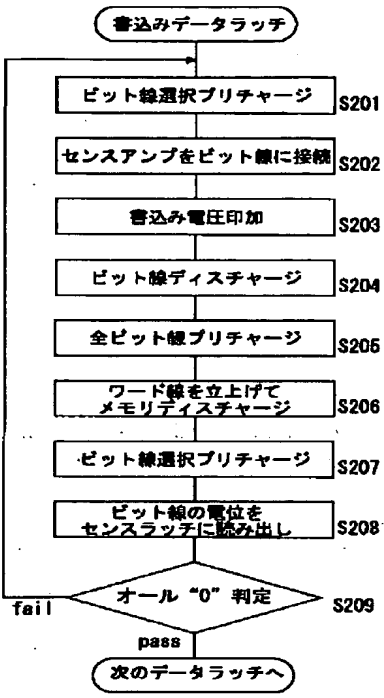 書込みデータラッチ
ビット線選択プリチャージ
S201
センスアンプをビット線に接続
S202
書込み電圧印加
S203
ビット線ディスチャージ
S204
全ビット線プリチャージ
S205
ワード線を立上げて
メモリディスチャージ
S206
ビット線選択プリチャージ
S207
ビット線の電位を
センスラッチに読み出し
S208
オール “0” 判定
S209
fail
pass
次のデータラッチへ